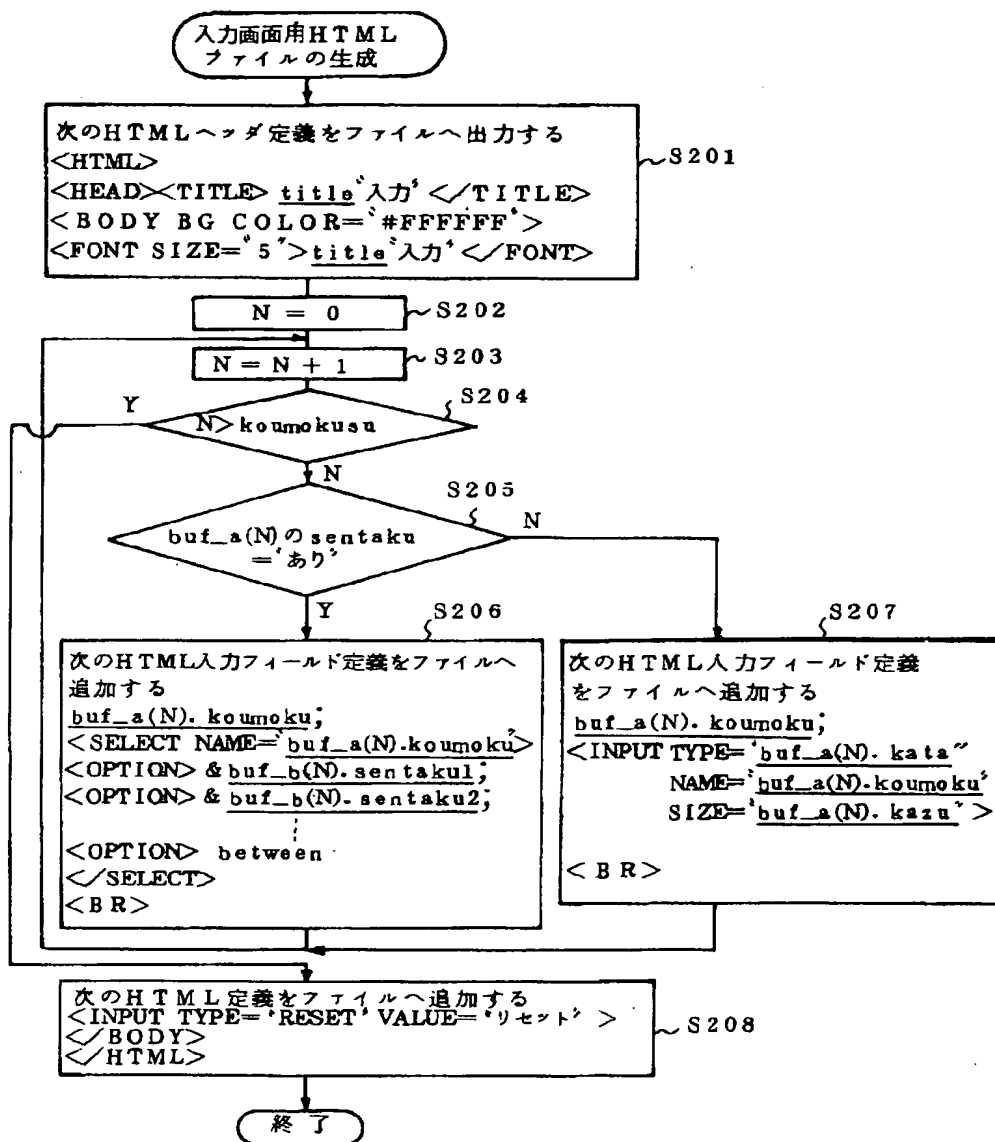 入力画面用HTML
ファイルの生成
次のHTMLヘッダ定義をファイルへ出力する
<HTML>
<HEAD><TITLE> title“入力” </TITLE>
<BODY BG COLOR=“#FFFFFF”>
<FONT SIZE=“5”>title“入力” </FONT>
S201
N = 0
S202
N = N + 1
S203
S204
Y
N>koumokusu
N
S205
buf_a(N)のsentaku
=“あり”
N
Y
S206
次のHTML入力フィールド定義をファイルへ
追加する
buf_a(N). koumoku;
<SELECT NAME=“buf_a(N).koumoku”>
<OPTION> & buf_b(N). sentaku1;
<OPTION> & buf_b(N). sentaku2;
<OPTION> between
</SELECT>
<BR>
S207
次のHTML入力フィールド定義
をファイルへ追加する
buf_a(N). koumoku;
<INPUT TYPE=“buf_a(N). kata”
NAME=“buf_a(N).koumoku”
SIZE=“buf_a(N). kazu” >
<BR>
次のHTML定義をファイルへ追加する
<INPUT TYPE=“RESET” VALUE=“リセット” >
</BODY>
</HTML>
S208
終了